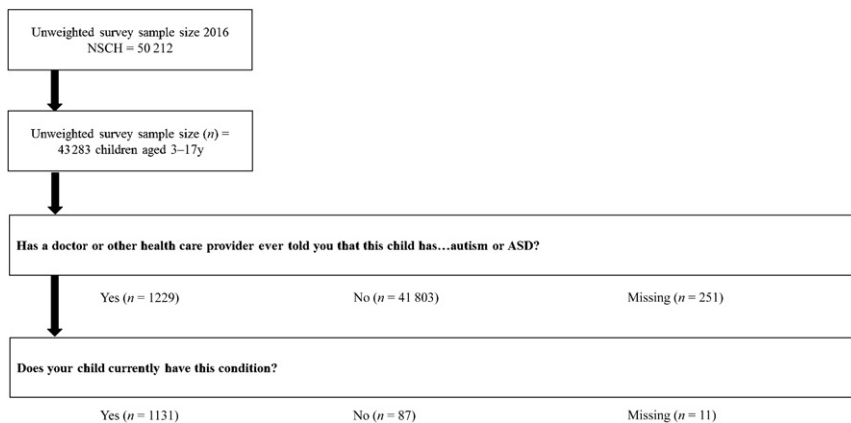 Unweighted survey sample size 2016
NSCH = 50 212
Unweighted survey sample size (n) =
43 283 children aged 3–17y
Has a doctor or other health care provider ever told you that this child has…autism or ASD?
Yes (n = 1229) No (n = 41 803) Missing (n = 251)
Does your child currently have this condition?
Yes (n = 1131) No (n = 87) Missing (n = 11)